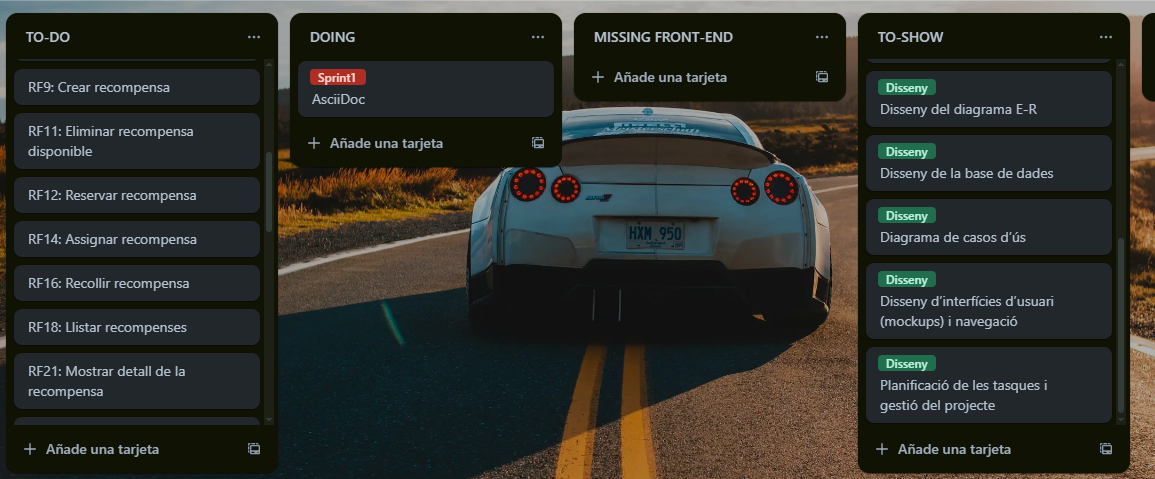 TO-DO
RF9: Crear recompensa
RF11: Eliminar recompensa
disponible
RF12: Reservar recompensa
RF14: Assignar recompensa
RF16: Recollir recompensa
RF18: Llistar recompenses
RF21: Mostrar detall de la
recompensa
+ Añade una tarjeta
DOING
Sprint1
AsciiDoc
+ Añade una tarjeta
MISSING FRONT-END
+ Añade una tarjeta
TO-SHOW
Disseny
Disseny del diagrama E-R
Disseny
Disseny de la base de dades
Disseny
Diagrama de casos d'ús
Disseny
Disseny d'interfícies d'usuari
(mockups) i navegació
Disseny
Planificació de les tasques i
gestió del projecte
+ Añade una tarjeta
PIRELLI
Meisterschaft
HXM 950